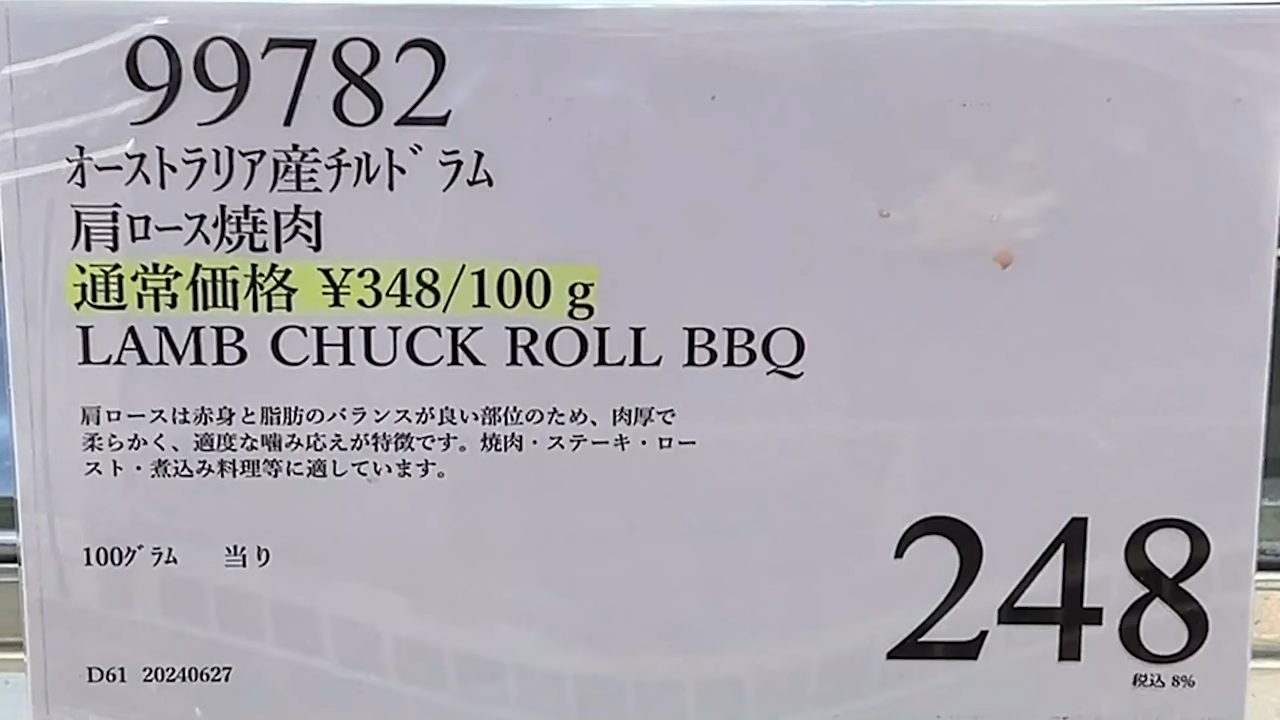 99782
ｵｰｽﾄﾗﾘｱ産ﾁﾙﾄﾞﾗﾑ
肩ﾛｰｽ焼肉
通常価格 ¥348/100 g
LAMB CHUCK ROLL BBQ
肩ロースは赤身と脂肪のバランスが良い部位のため、肉厚で
柔らかく、適度な噛み応えが特徴です。焼肉・ステーキ・ロー
スト・煮込み料理等に適しています。
100ｸﾞﾗﾑ 当り
248
税込 8%
D61 20240627